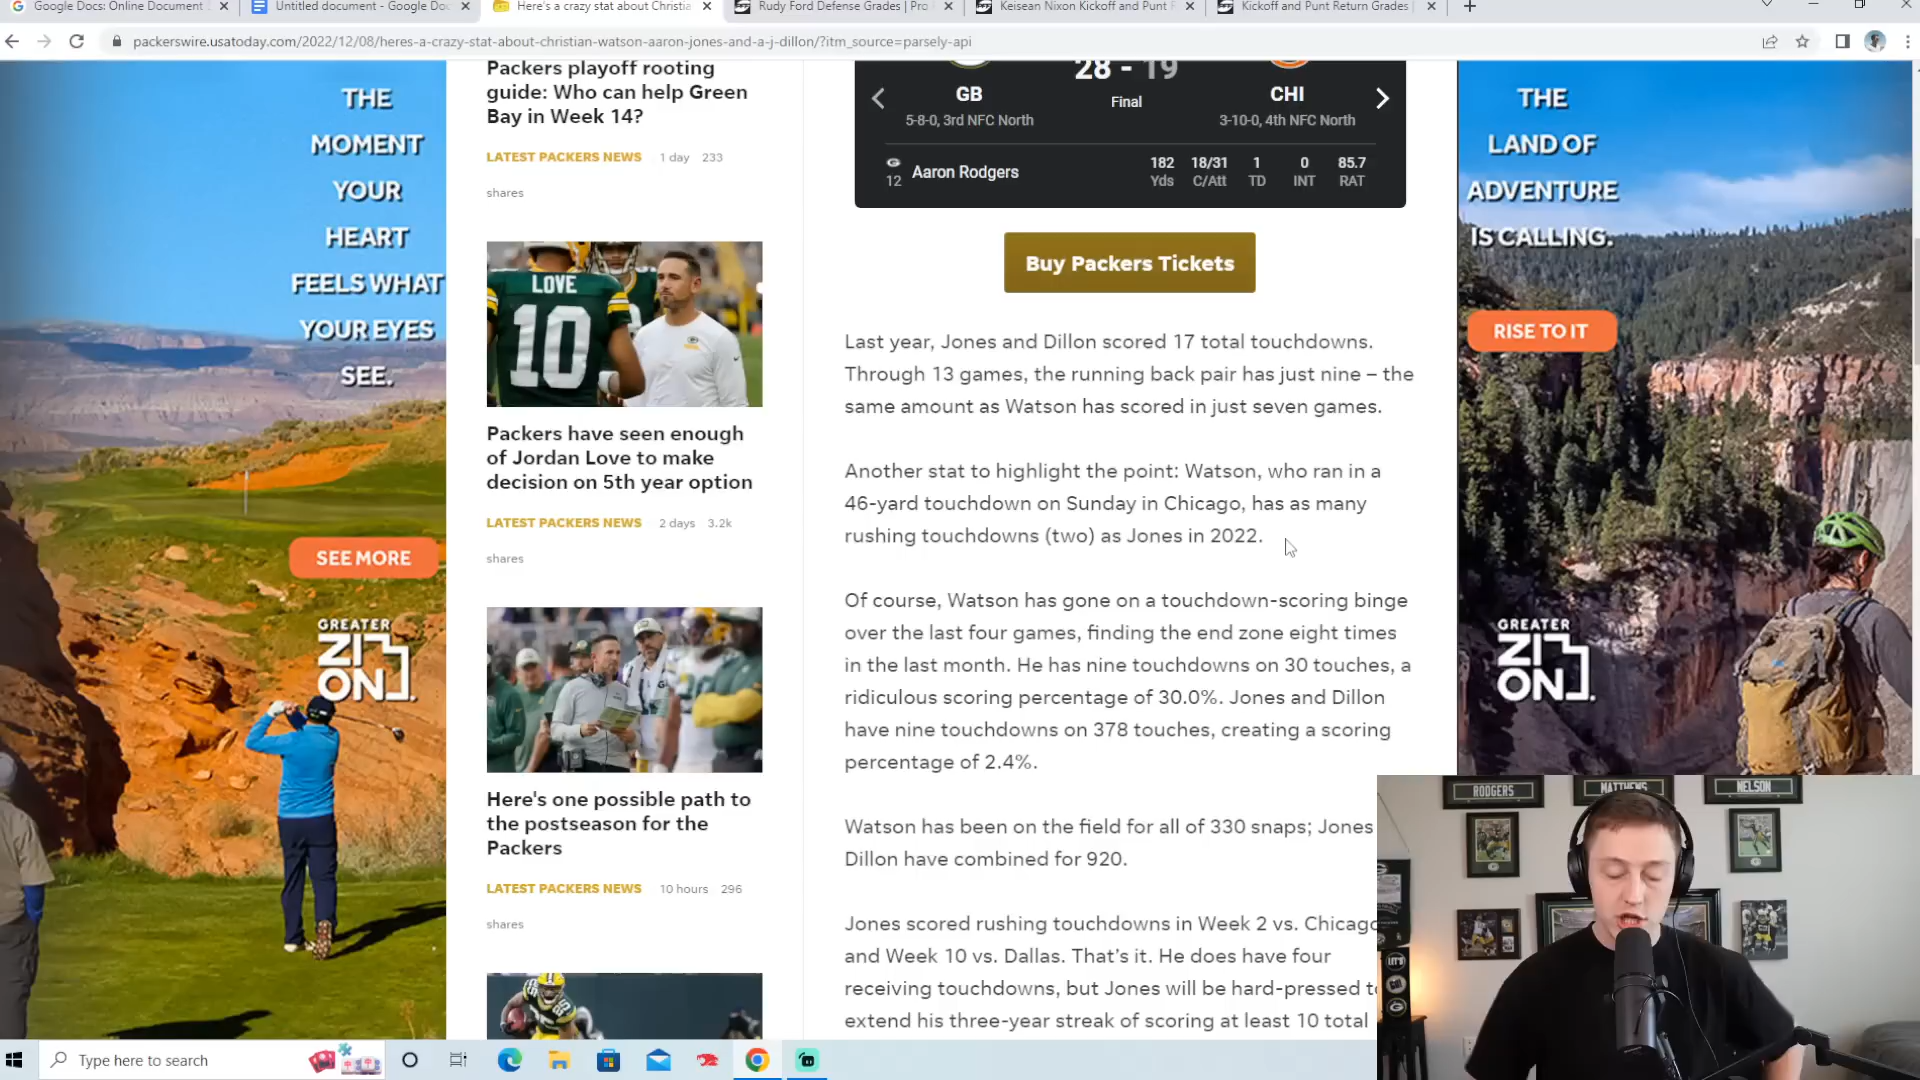 Google Docs: Online Document
Untitled document - Google Doc
Here's a crazy stat about Christia
Rudy Ford Defense Grades | Pro F
Keisean Nixon Kickoff and Punt R
Kickoff and Punt Return Grades |
packerswire.usatoday.com/2022/12/08/heres-a-crazy-stat-about-christian-watson-aaron-jones-and-a-j-dillon/?itm_source=parsely-api
THE
MOMENT
YOUR
HEART
FEELS WHAT
YOUR EYES
SEE.
SEE MORE
GREATER
ZION
Packers playoff rooting
guide: Who can help Green
Bay in Week 14?
LATEST PACKERS NEWS 1 day 233
shares
LOVE
10
Packers have seen enough
of Jordan Love to make
decision on 5th year option
LATEST PACKERS NEWS 2 days 3.2k
shares
Here's one possible path to
the postseason for the
Packers
LATEST PACKERS NEWS 10 hours 296
shares
28 - 19
GB
Final
CHI
5-8-0, 3rd NFC North
3-10-0, 4th NFC North
12 Aaron Rodgers
182 18/31 1 0 85.7
Yds C/Att TD INT RAT
Buy Packers Tickets
Last year, Jones and Dillon scored 17 total touchdowns.
Through 13 games, the running back pair has just nine – the
same amount as Watson has scored in just seven games.
Another stat to highlight the point: Watson, who ran in a
46-yard touchdown on Sunday in Chicago, has as many
rushing touchdowns (two) as Jones in 2022.
Of course, Watson has gone on a touchdown-scoring binge
over the last four games, finding the end zone eight times
in the last month. He has nine touchdowns on 30 touches, a
ridiculous scoring percentage of 30.0%. Jones and Dillon
have nine touchdowns on 378 touches, creating a scoring
percentage of 2.4%.
Watson has been on the field for all of 330 snaps; Jones
Dillon have combined for 920.
Jones scored rushing touchdowns in Week 2 vs. Chicago
and Week 10 vs. Dallas. That's it. He does have four
receiving touchdowns, but Jones will be hard-pressed t
extend his three-year streak of scoring at least 10 total
THE
LAND OF
ADVENTURE
IS CALLING.
RISE TO IT
GREATER
ZION
RODGERS
MATTHEWS
NELSON
Type here to search